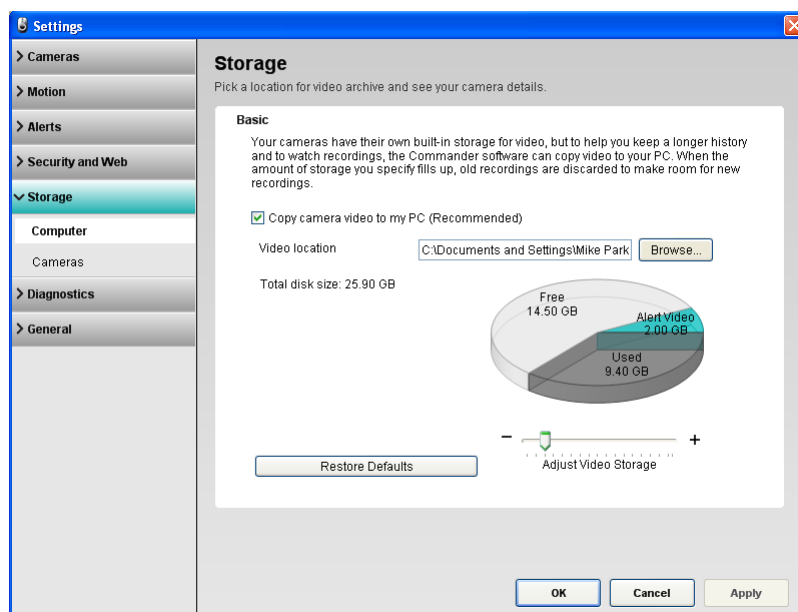 Settings
Cameras
Motion
Alerts
Security and Web
Storage
Computer
Cameras
Diagnostics
General
Storage
Pick a location for video archive and see your camera details.
Basic
Your cameras have their own built-in storage for video, but to help you keep a longer history
and to watch recordings, the Commander software can copy video to your PC. When the
amount of storage you specify fills up, old recordings are discarded to make room for new
recordings.
Copy camera video to my PC (Recommended)
Video location
C:\Documents and Settings\Mike Park
Browse...
Total disk size: 25.90 GB
Free
14.50 GB
Alert Video
2.00 GB
Used
9.40 GB
− +
Adjust Video Storage
Restore Defaults
OK
Cancel
Apply